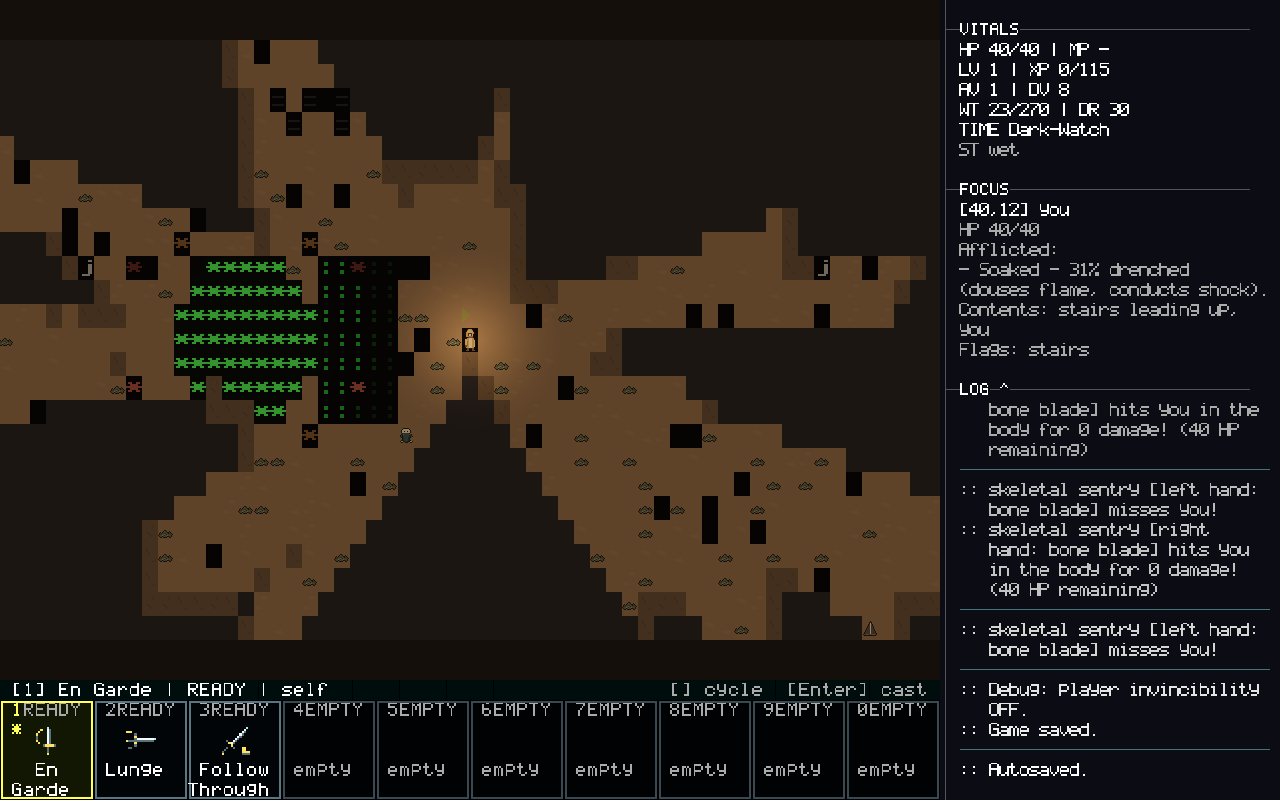 VITALS
HP 40/40 | MP -
LV 1 | XP 0/115
AV 1 | DV 8
WT 23/270 | DR 30
TIME Dark-Watch
ST wet
FOCUS
[40,12] You
HP 40/40
Afflicted:
- Soaked - 31% drenched
(douses flame, conducts shock).
Contents: stairs leading up,
you
Flags: stairs
LOG ^
bone blade] hits you in the
body for 0 damage! (40 HP
remaining)
:: skeletal sentry [left hand:
bone blade] misses you!
:: skeletal sentry [right
hand: bone blade] hits you
in the body for 0 damage!
(40 HP remaining)
:: skeletal sentry [left hand:
bone blade] misses you!
:: Debug: Player invincibility
OFF.
:: Game saved.
:: Autosaved.
j
j
[1] En Garde | READY | self
[] cycle [Enter] cast
1READY 2READY 3READY 4EMPTY 5EMPTY 6EMPTY 7EMPTY 8EMPTY 9EMPTY 0EMPTY
*
En Lunge Follow empty empty empty empty empty empty empty
Garde Through